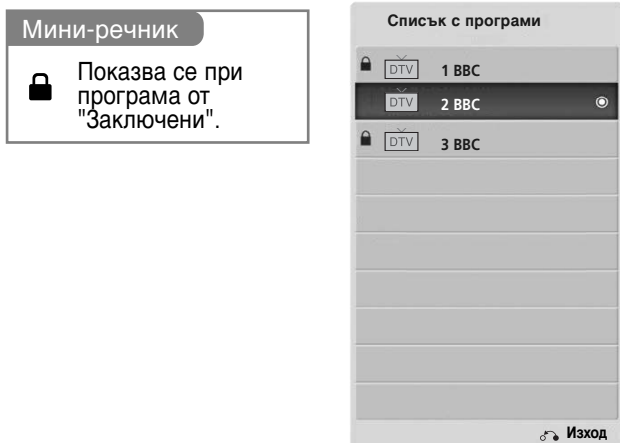 Мини-речник
Показва се при
програма от
"Заключени".
Списък с програми
DTV 1 BBC
DTV 2 BBC
DTV 3 BBC
Изход